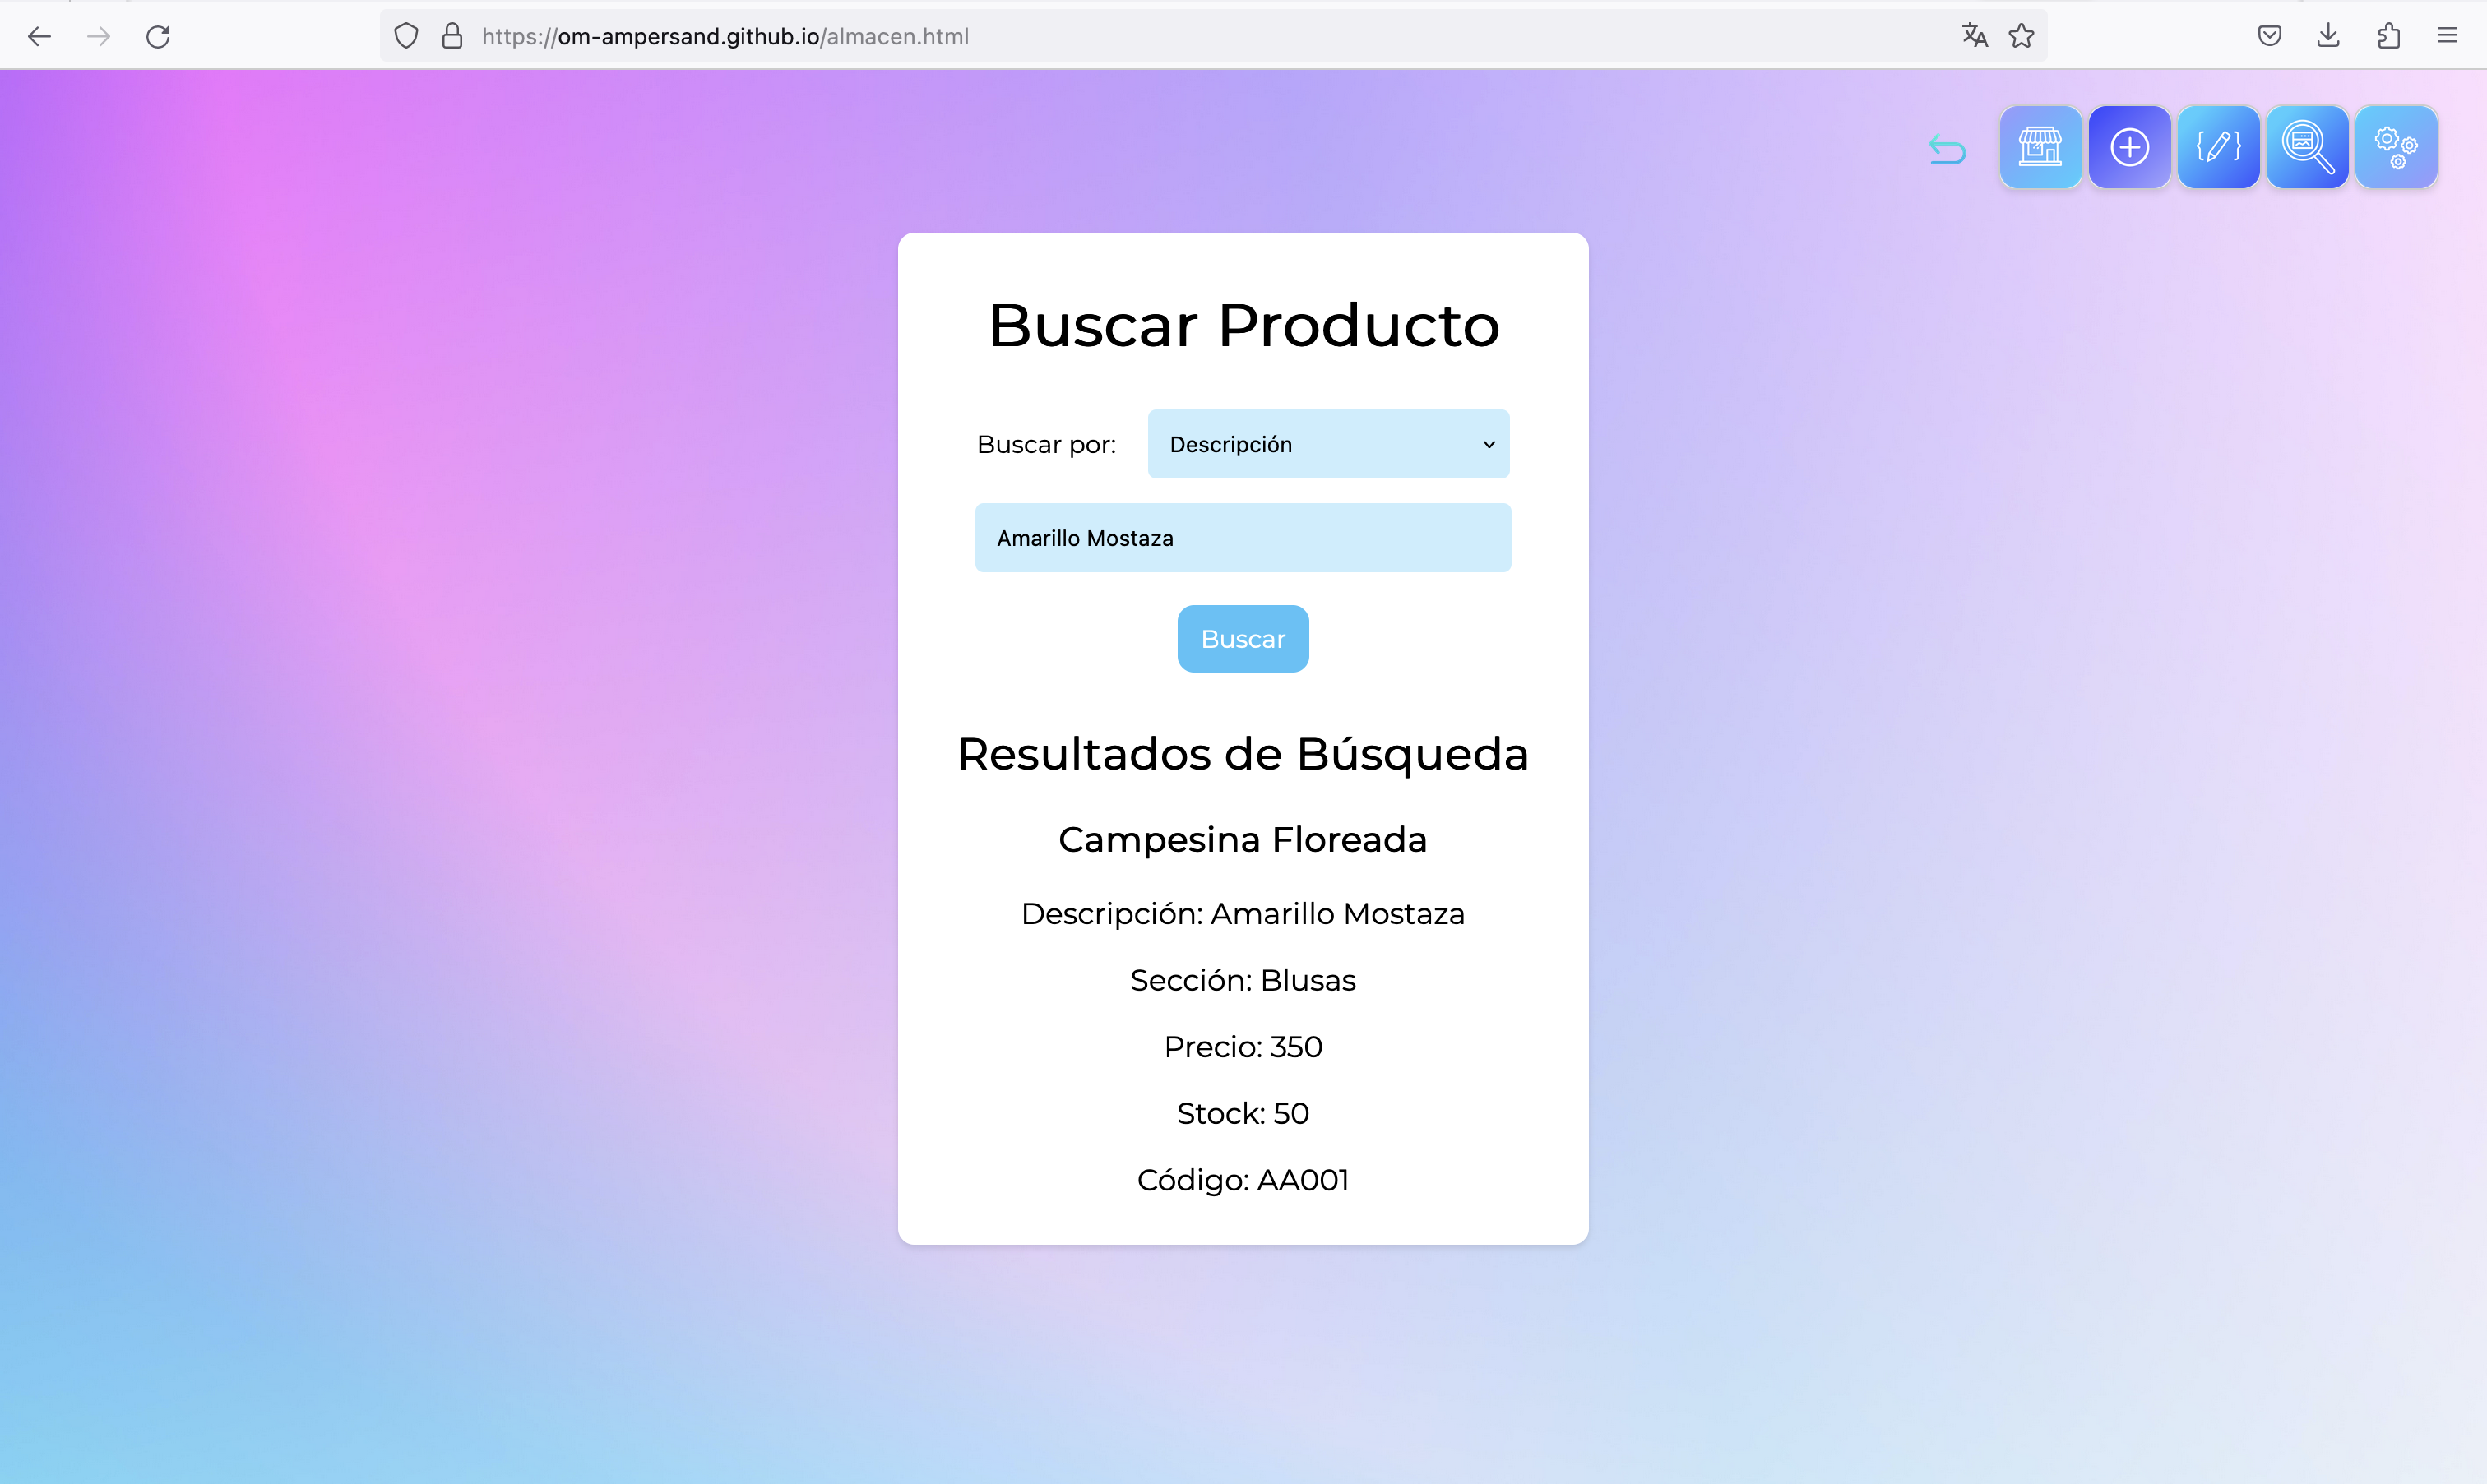 https://om-ampersand.github.io/almacen.html
Buscar Producto
Buscar por: Descripción
Amarillo Mostaza
Buscar
Resultados de Búsqueda
Campesina Floreada
Descripción: Amarillo Mostaza
Sección: Blusas
Precio: 350
Stock: 50
Código: AA001